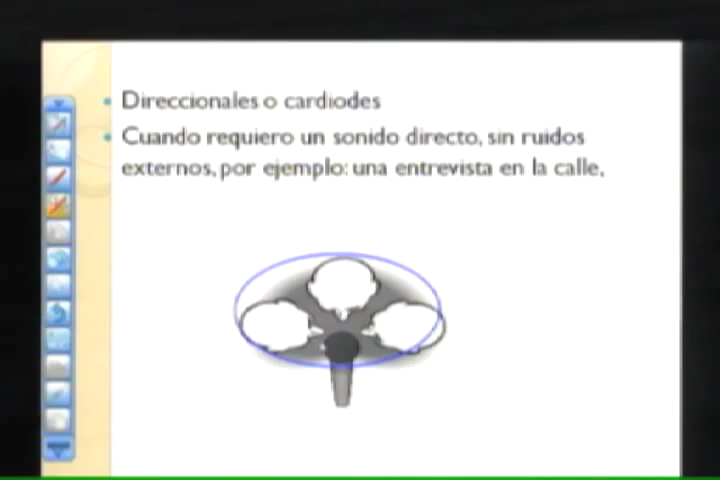 Direccionales o cardiodes
Cuando requiero un sonido directo, sin ruidos
externos, por ejemplo: una entrevista en la calle,